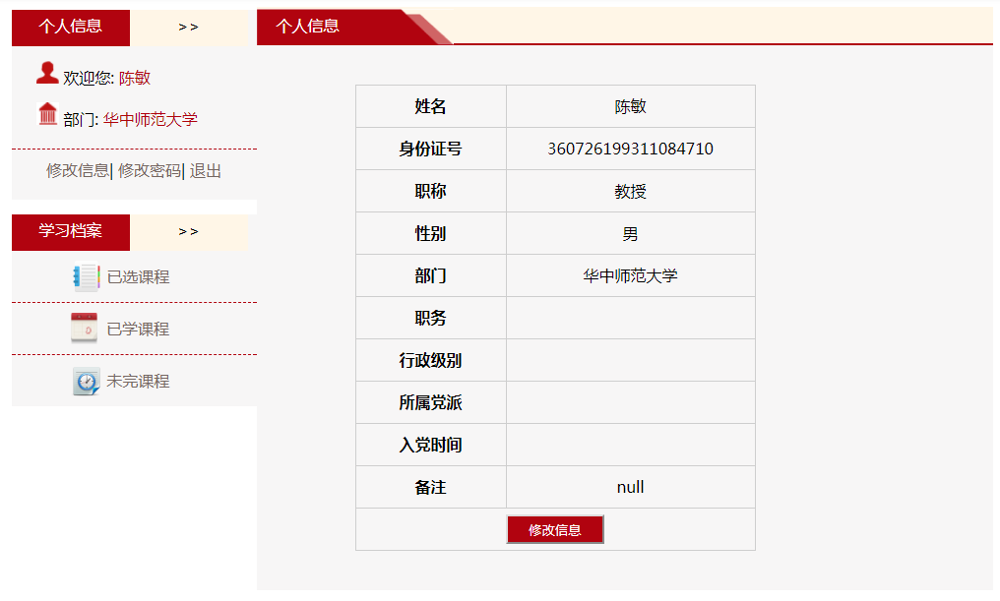 个人信息 >>
欢迎您: 陈敏
部门: 华中师范大学
修改信息| 修改密码| 退出
学习档案 >>
已选课程
已学课程
未完课程
个人信息
姓名 陈敏
身份证号 360726199311084710
职称 教授
性别 男
部门 华中师范大学
职务
行政级别
所属党派
入党时间
备注 null
修改信息